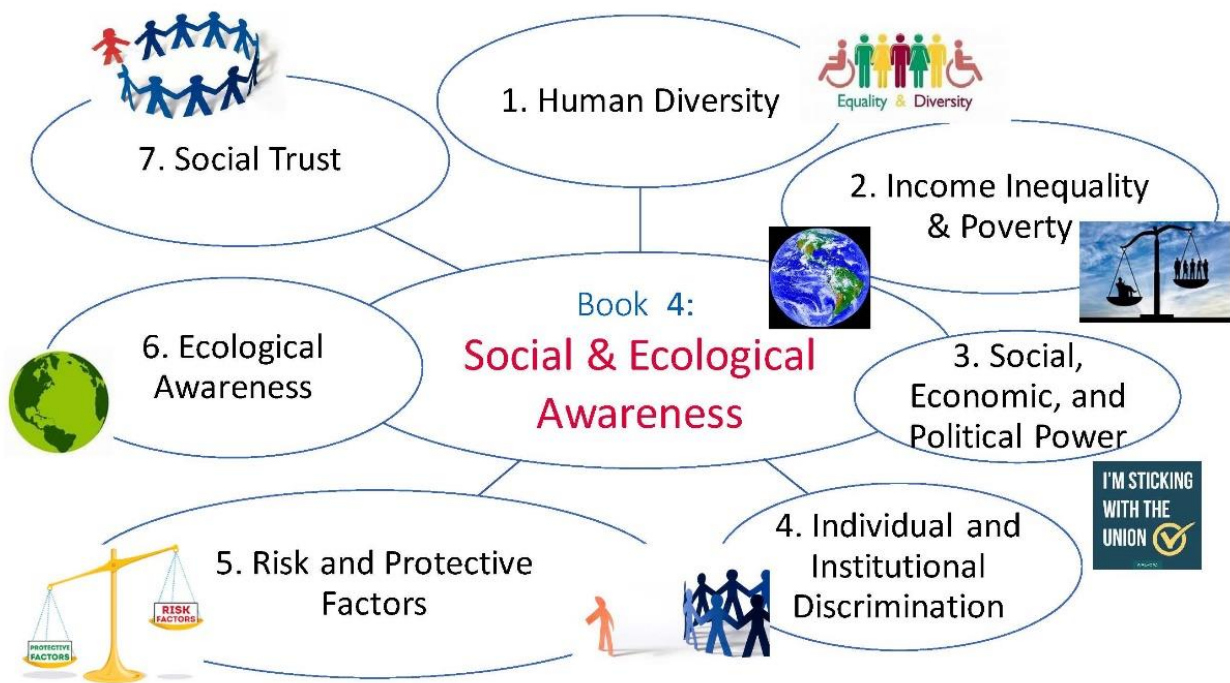 1. Human Diversity
Equality & Diversity
2. Income Inequality
& Poverty
3. Social,
Economic, and
Political Power
I'M STICKING
WITH THE
UNION
4. Individual and
Institutional
Discrimination
5. Risk and Protective
Factors
RISK
FACTORS
PROTECTIVE
FACTORS
6. Ecological
Awareness
7. Social Trust
Book 4:
Social & Ecological
Awareness